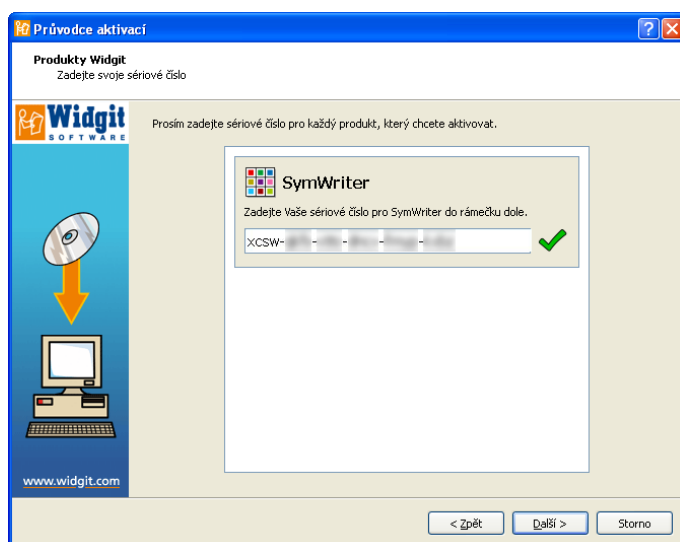 Průvodce aktivací
Produkty Widgit
Zadejte svoje sériové číslo
Widgit
SOFTWARE
Prosím zadejte sériové číslo pro každý produkt, který chcete aktivovat.
SymWriter
Zadejte Vaše sériové číslo pro SymWriter do rámečku dole.
xcsw-
www.widgit.com
< Zpět
Další >
Storno